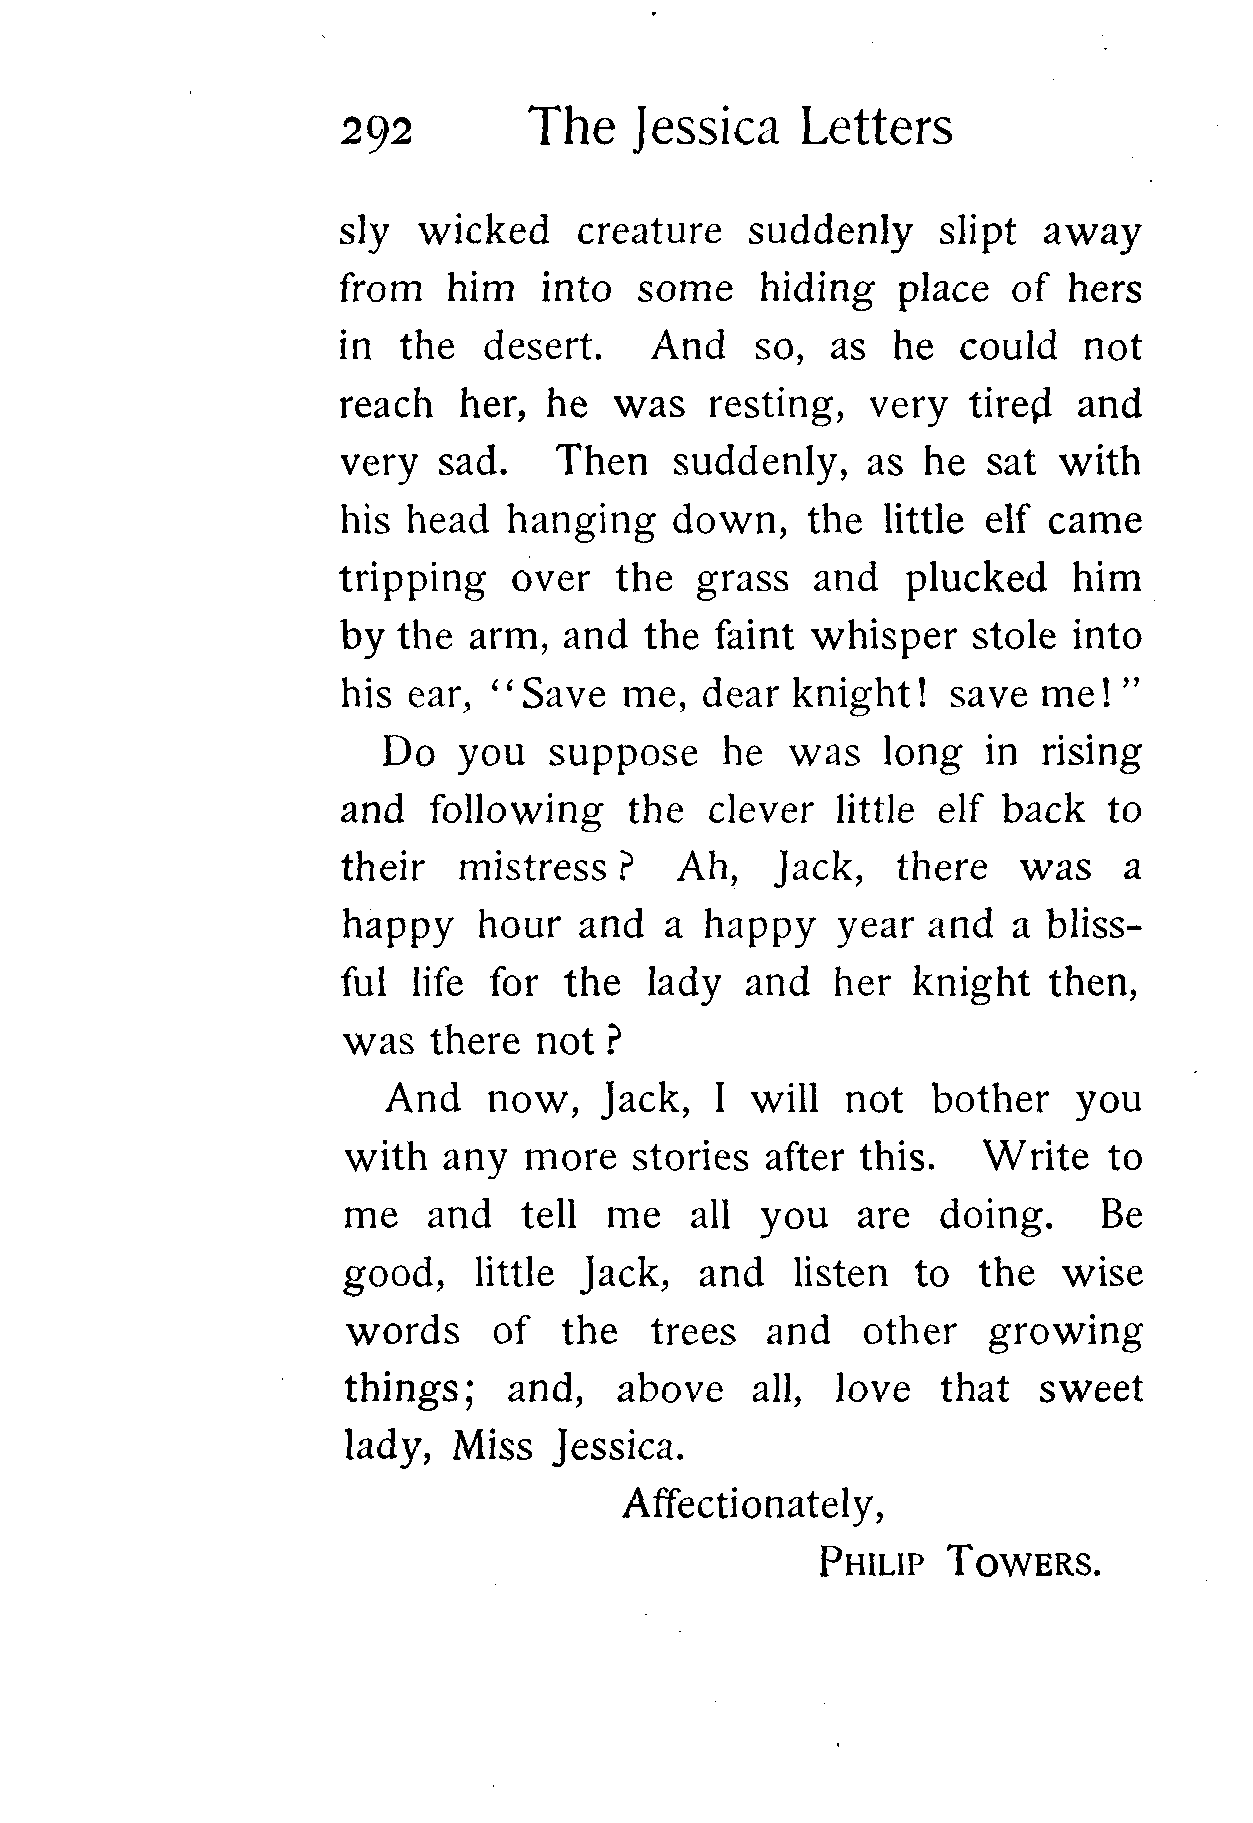 292 The Jessica Letters
sly wicked creature suddenly slipt away
from him into some hiding place of hers
in the desert. And so, as he could not
reach her, he was resting, very tired and
very sad. Then suddenly, as he sat with
his head hanging down, the little elf came
tripping over the grass and plucked him
by the arm, and the faint whisper stole into
his ear, "Save me, dear knight! save me!"
Do you suppose he was long in rising
and following the clever little elf back to
their mistress? Ah, Jack, there was a
happy hour and a happy year and a bliss-
ful life for the lady and her knight then,
was there not?
And now, Jack, I will not bother you
with any more stories after this. Write to
me and tell me all you are doing. Be
good, little Jack, and listen to the wise
words of the trees and other growing
things; and, above all, love that sweet
lady, Miss Jessica.
Affectionately,
PHILIP TOWERS.